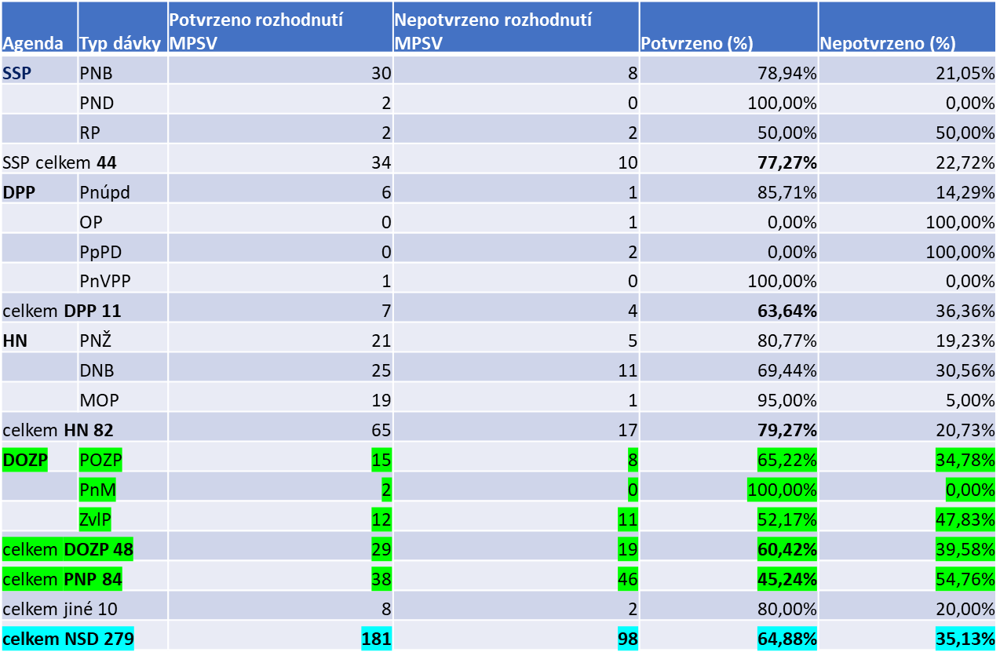 Agenda Typ dávky Potvrzeno rozhodnutí MPSV Nepotvrzeno rozhodnutí MPSV Potvrzeno (%) Nepotvrzeno (%)
SSP PNB 30 8 78,94% 21,05%
PND 2 0 100,00% 0,00%
RP 2 2 50,00% 50,00%
SSP celkem 44 34 10 77,27% 22,72%
DPP Pnúpd 6 1 85,71% 14,29%
OP 0 1 0,00% 100,00%
PpPD 0 2 0,00% 100,00%
PnVPP 1 0 100,00% 0,00%
celkem DPP 11 7 4 63,64% 36,36%
HN PNŽ 21 5 80,77% 19,23%
DNB 25 11 69,44% 30,56%
MOP 19 1 95,00% 5,00%
celkem HN 82 65 17 79,27% 20,73%
DOZP POZP 15 8 65,22% 34,78%
PnM 2 0 100,00% 0,00%
ZvlP 12 11 52,17% 47,83%
celkem DOZP 48 29 19 60,42% 39,58%
celkem PNP 84 38 46 45,24% 54,76%
celkem jiné 10 8 2 80,00% 20,00%
celkem NSD 279 181 98 64,88% 35,13%